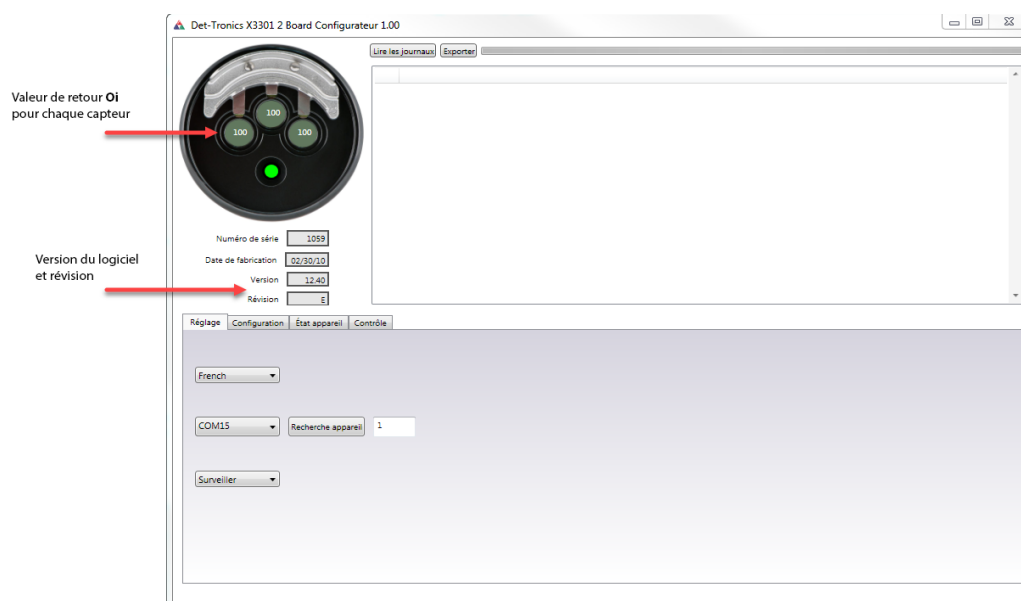 Det-Tronics X3301 2 Board Configurateur 1.00
Lire les journaux Exporter
Valeur de retour Oi
pour chaque capteur
100
100 100
Numéro de série 1059
Date de fabrication 02/30/10
Version du logiciel
et révision
Version 12.40
Révision E
Réglage Configuration État appareil Contrôle
French
COM15 Recherche appareil 1
Surveiller